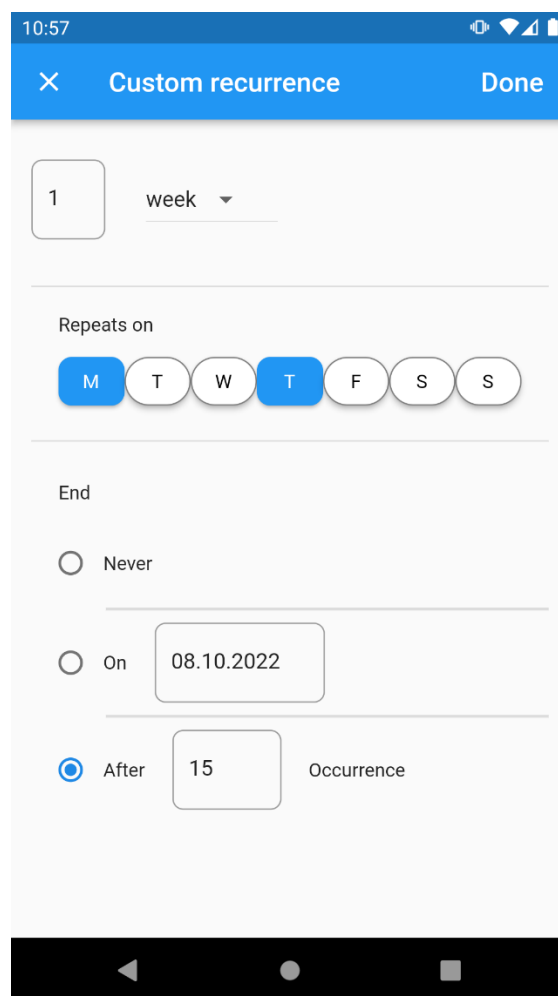 10:57
Custom recurrence Done
1 week
Repeats on
M T W T F S S
End
Never
On 08.10.2022
After 15 Occurrence